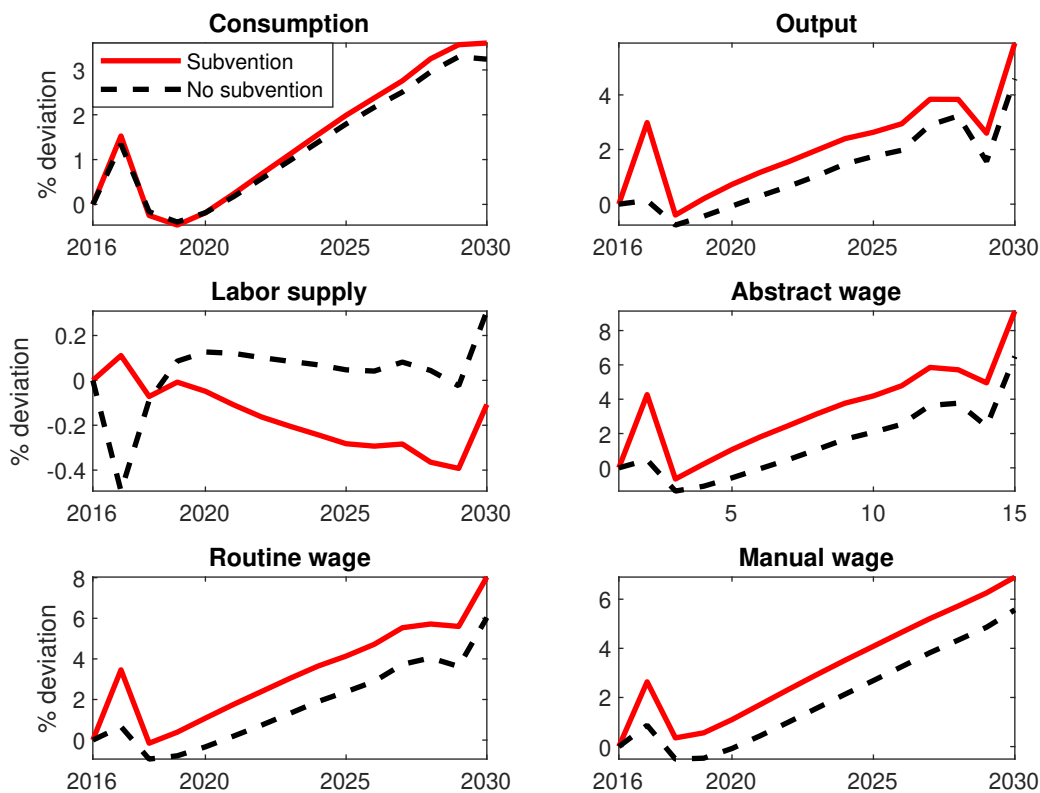 Consumption
% deviation
3
2
1
0
2016 2020 2025 2030
Subvention
No subvention
Output
4
2
0
2016 2020 2025 2030
Labor supply
% deviation
0.2
0
-0.2
-0.4
2016 2020 2025 2030
Abstract wage
8
6
4
2
0
5 10 15
Routine wage
% deviation
8
6
4
2
0
2016 2020 2025 2030
Manual wage
6
4
2
0
2016 2020 2025 2030